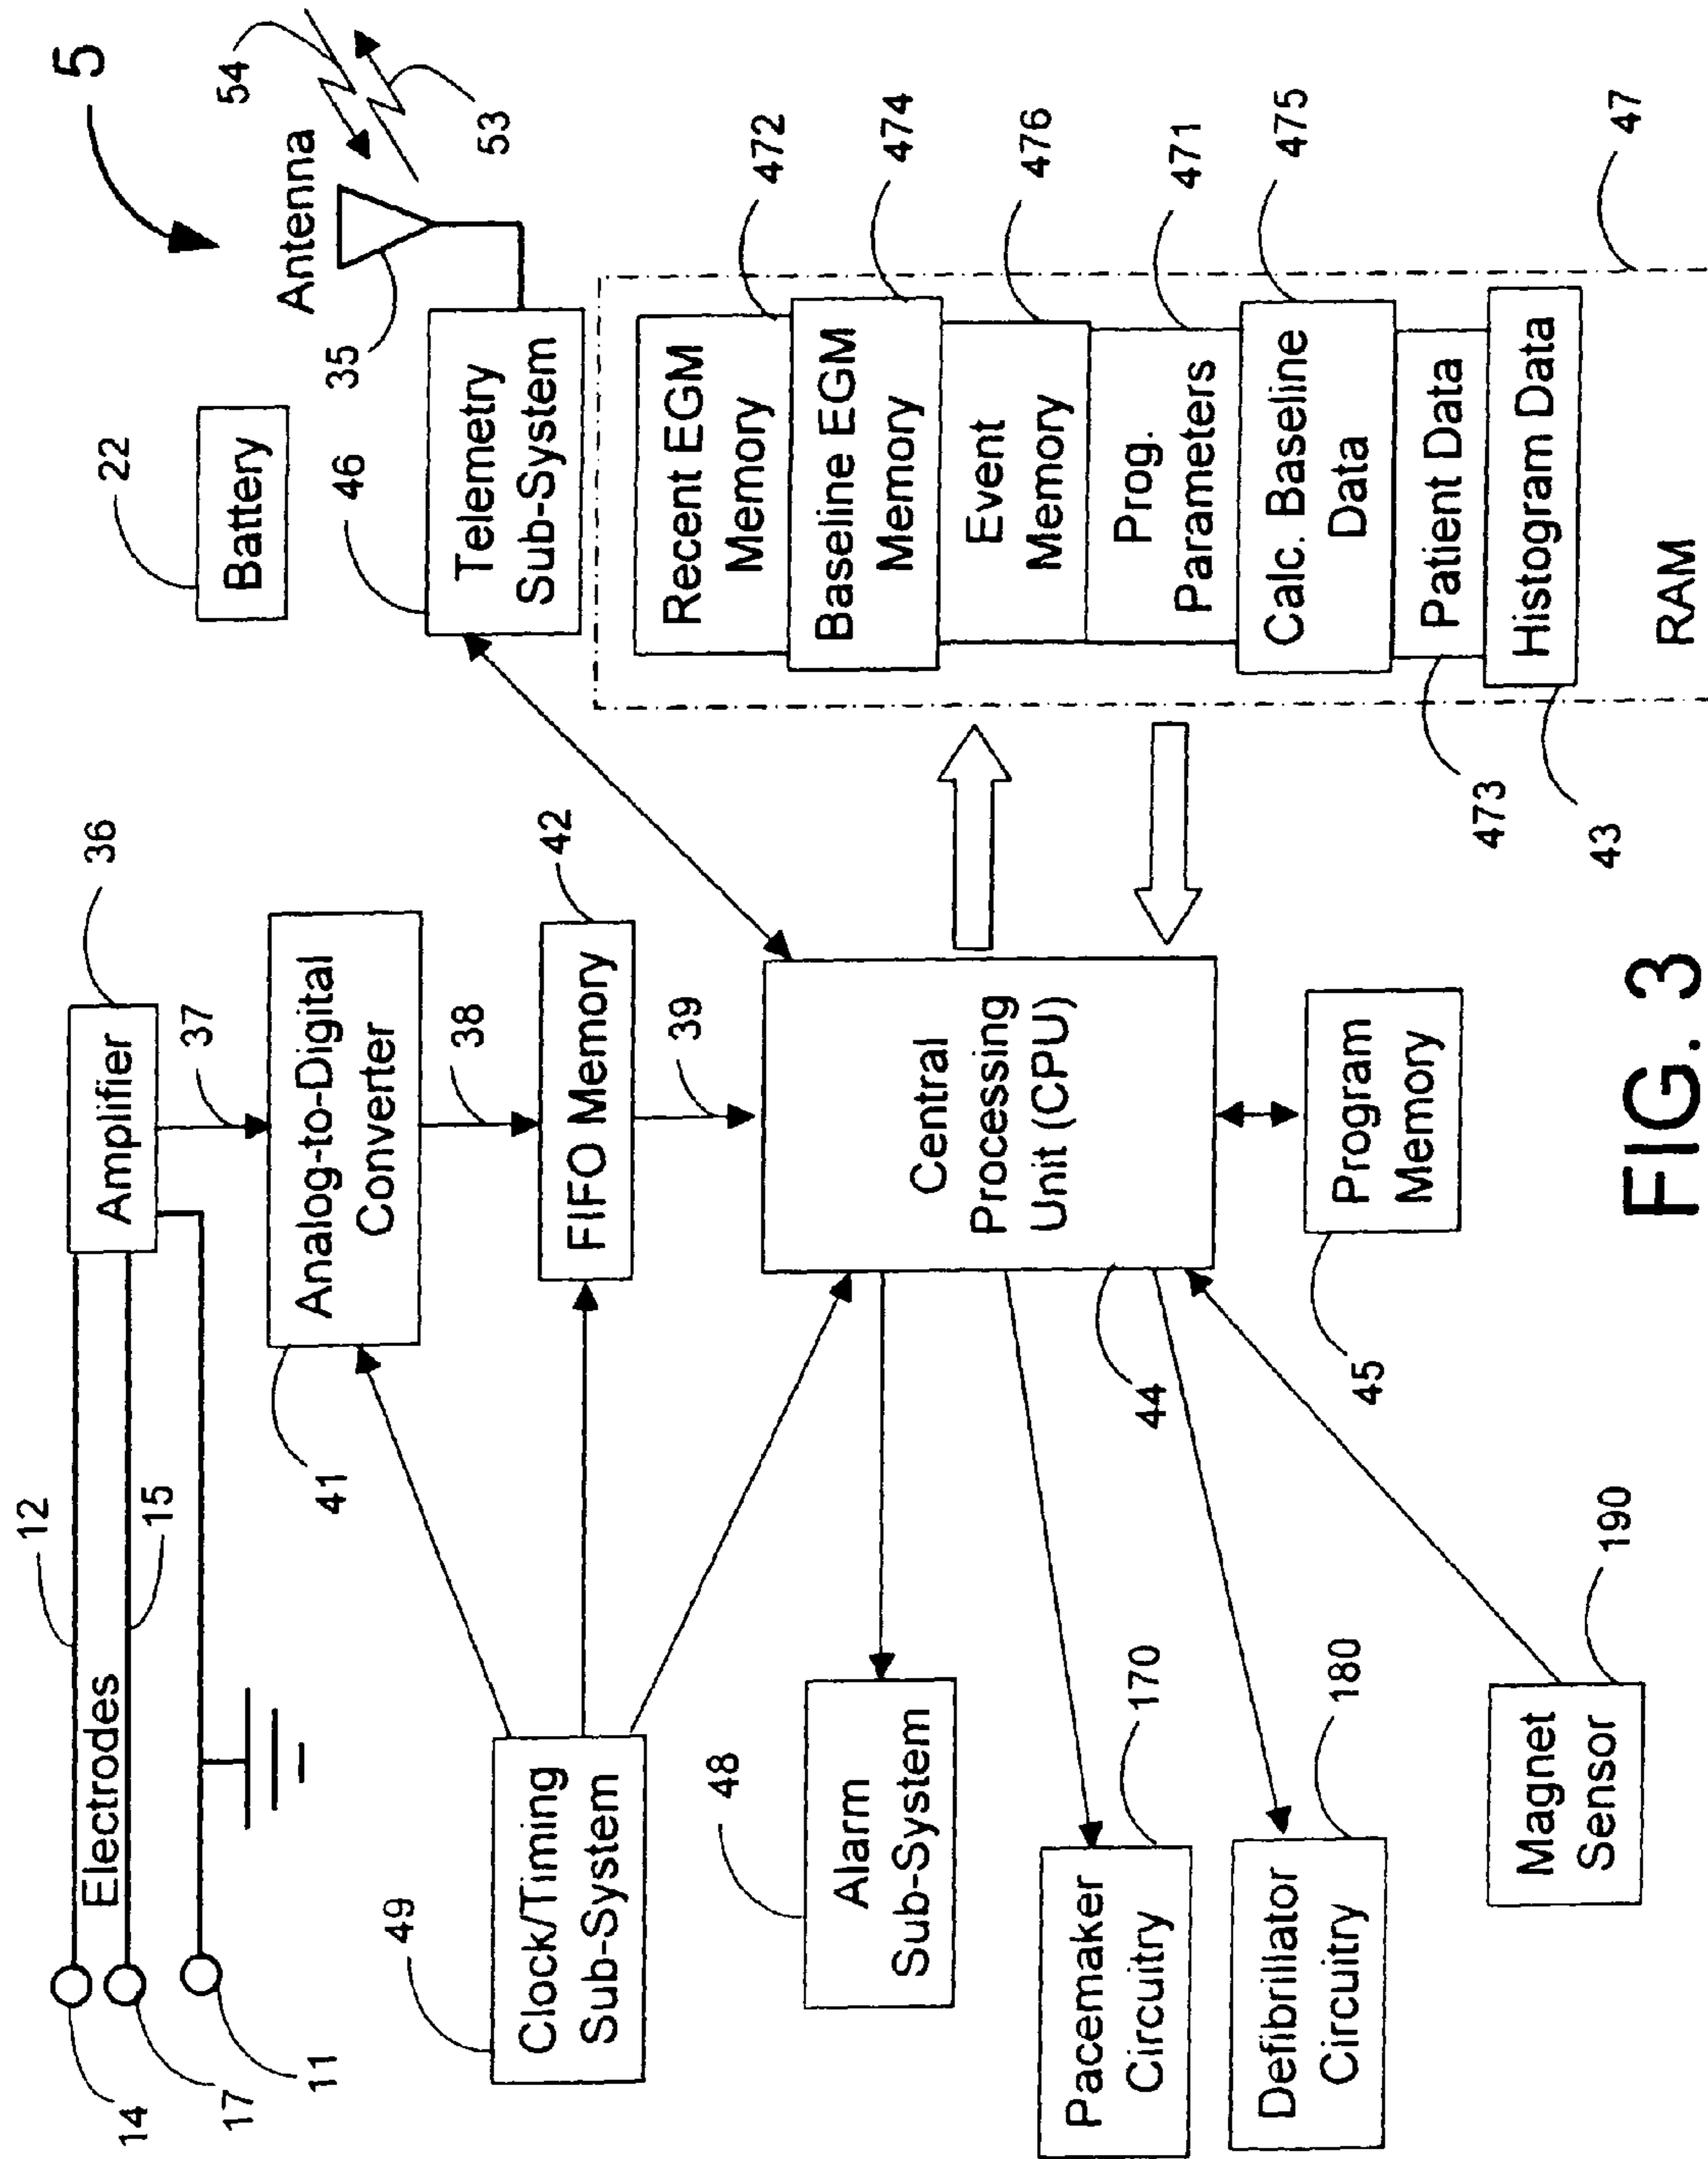 5
54
53
Antenna
35
22
Battery
46
Telemetry
Sub-System
Recent EGM
Memory
472
Baseline EGM
Memory
474
Event
Memory
476
Prog.
Parameters
471
Calc. Baseline
Data
475
Patient Data
473
Histogram Data
43
RAM
47
12
Electrodes
15
14
17
11
Amplifier
36
37
Analog-to-Digital
Converter
41
38
FIFO Memory
42
39
Central
Processing
Unit (CPU)
44
Program
Memory
45
49
Clock/Timing
Sub-System
48
Alarm
Sub-System
Pacemaker
Circuitry
170
Defibrillator
Circuitry
180
Magnet
Sensor
190
FIG. 3